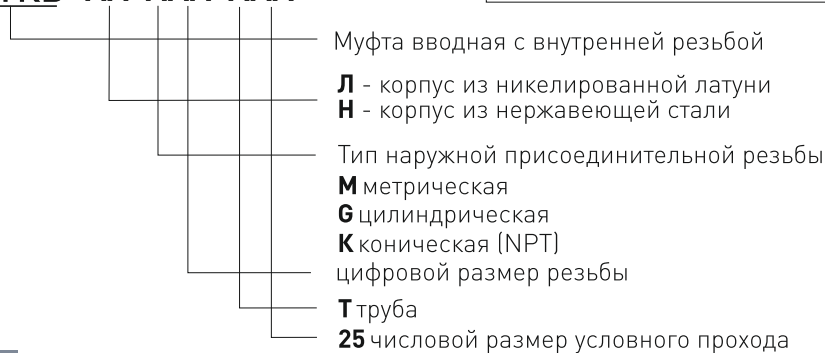 Муфта вводная с внутренней резьбой
Л - корпус из никелированной латуни
Н - корпус из нержавеющей стали
Тип наружной присоединительной резьбы
М метрическая
G цилиндрическая
К коническая (NPT)
цифровой размер резьбы
Т труба
25 числовой размер условного прохода